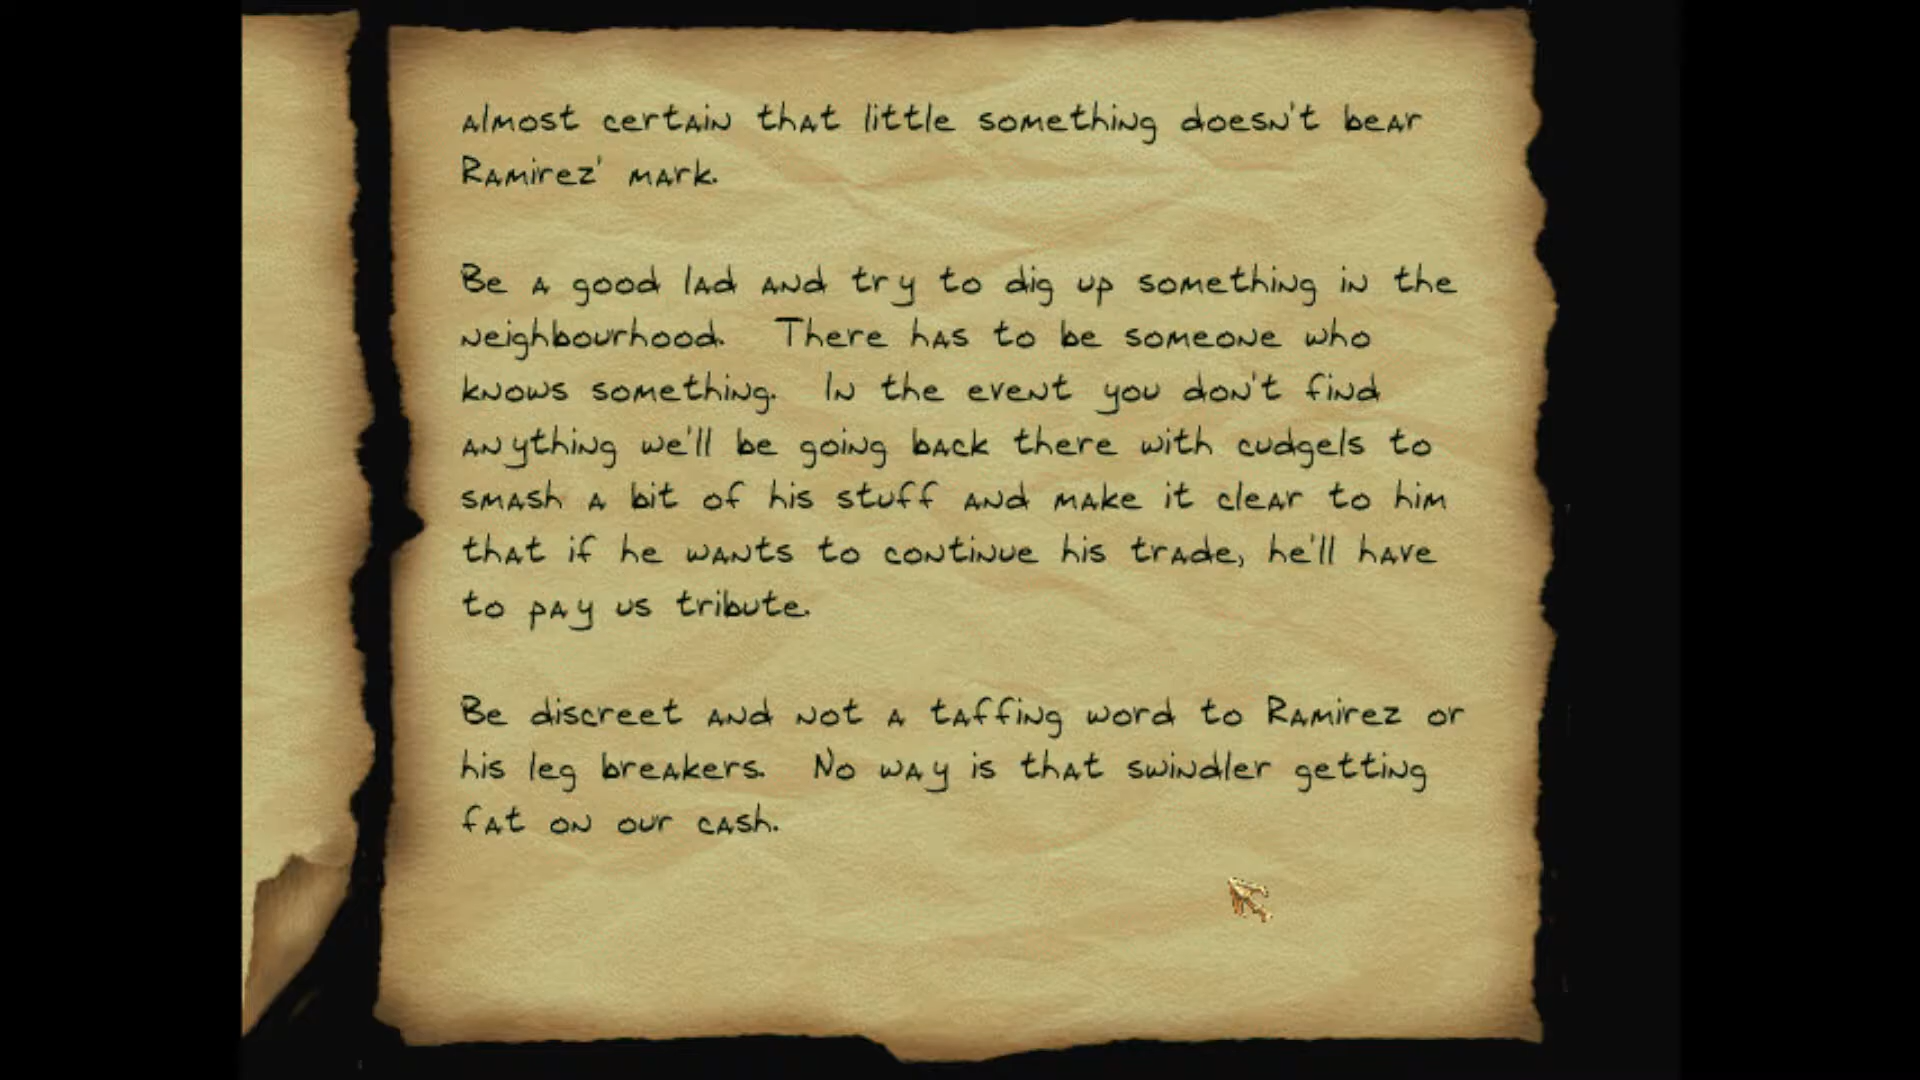 almost certain that little something doesn't bear
Ramirez' mark.
Be a good lad and try to dig up something in the
neighbourhood. There has to be someone who
knows something. In the event you don't find
anything we'll be going back there with cudgels to
smash a bit of his stuff and make it clear to him
that if he wants to continue his trade, he'll have
to pay us tribute.
Be discreet and not a taffing word to Ramirez or
his leg breakers. No way is that swindler getting
fat on our cash.